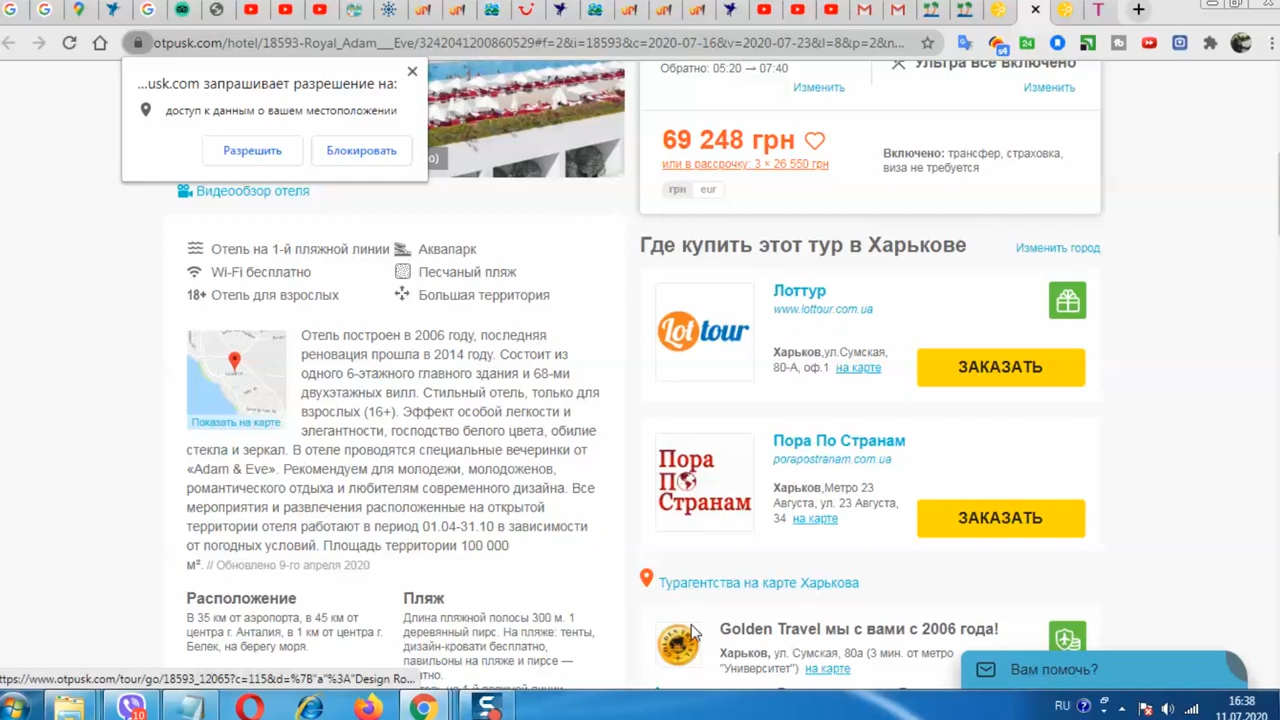 otpusk.com/hotel/18593-Royal_Adam__Eve/3242041200860529#f=2&i=18593&c=2020-07-16&v=2020-07-23&l=8&p=2&n...
...usk.com запрашивает разрешение на:
доступ к данным о вашем местоположении
Разрешить
Блокировать
Видеообзор отеля
Обратно: 05:20 → 07:40
Ультра все включено
Изменить
Изменить
69 248 грн
или в рассрочку: 3 × 26 550 грн
грн eur
Включено: трансфер, страховка,
виза не требуется
Отель на 1-й пляжной линии
Аквапарк
Wi-Fi бесплатно
Песчаный пляж
18+ Отель для взрослых
Большая территория
Показать на карте
Отель построен в 2006 году, последняя
реновация прошла в 2014 году. Состоит из
одного 6-этажного главного здания и 68-ми
двухэтажных вилл. Стильный отель, только для
взрослых (16+). Эффект особой легкости и
элегантности, господство белого цвета, обилие
стекла и зеркал. В отеле проводятся специальные вечеринки от
«Adam & Eve». Рекомендуем для молодежи, молодоженов,
романтического отдыха и любителям современного дизайна. Все
мероприятия и развлечения расположенные на открытой
территории отеля работают в период 01.04-31.10 в зависимости
от погодных условий. Площадь территории 100 000
м². // Обновлено 9-го апреля 2020
Расположение
В 35 км от аэропорта, в 45 км от
центра г. Анталия, в 1 км от центра г.
Белек, на берегу моря.
Пляж
Длина пляжной полосы 300 м. 1
деревянный пирс. На пляже: тенты,
дизайн-кровати бесплатно,
павильоны на пляже и пирсе —
Где купить этот тур в Харькове
Изменить город
Lot tour
Лоттур
www.lottour.com.ua
Харьков,ул.Сумская,
80-А, оф.1 на карте
ЗАКАЗАТЬ
Пора
По
Странам
Пора По Странам
porapostranam.com.ua
Харьков,Метро 23
Августа, ул. 23 Августа,
34 на карте
ЗАКАЗАТЬ
Турагентства на карте Харькова
Golden Travel мы с вами с 2006 года!
Харьков, ул. Сумская, 80а (3 мин. от метро
"Университет") на карте
Вам помочь?
https://www.otpusk.com/togo/go/18593_12065?c=115&d=%7B"a"%3A"Design Ro...
RU
16:38
11.07.2020